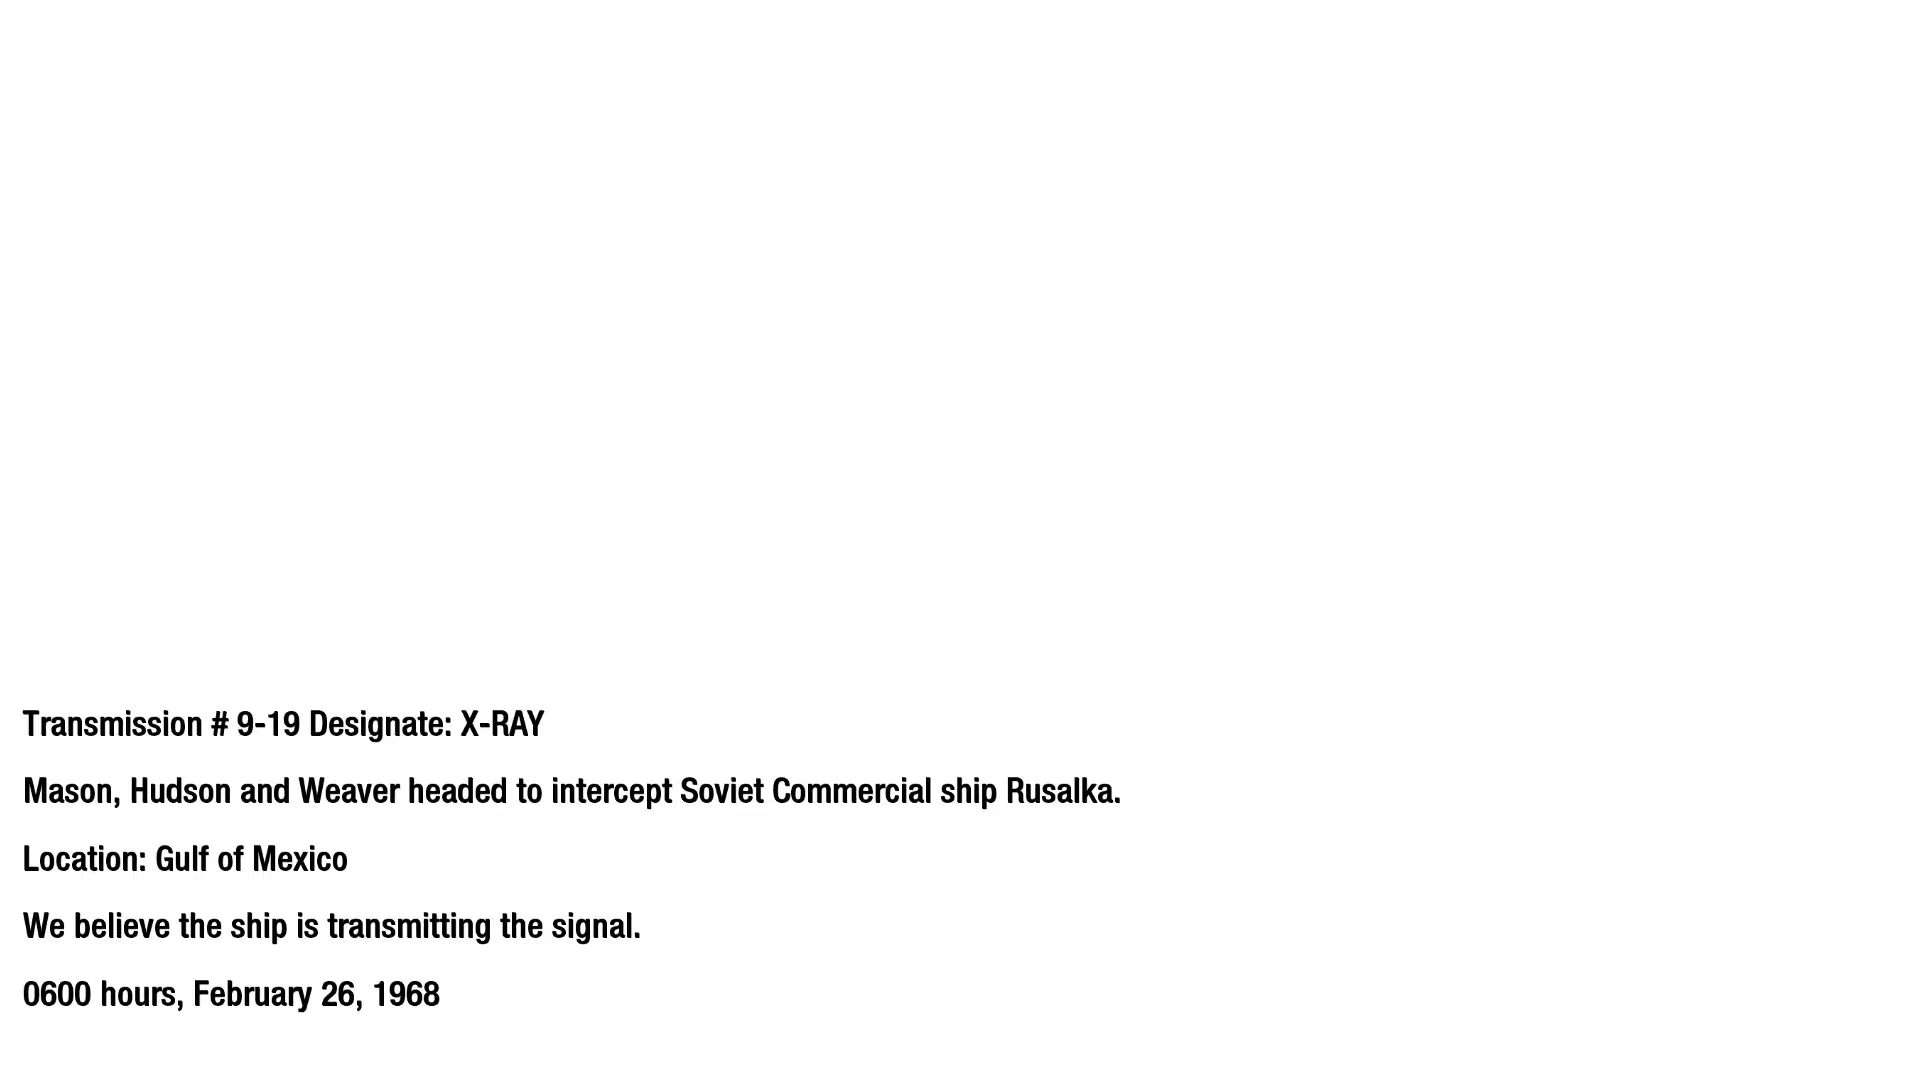 Transmission # 9-19 Designate: X-RAY
Mason, Hudson and Weaver headed to intercept Soviet Commercial ship Rusalka.
Location: Gulf of Mexico
We believe the ship is transmitting the signal.
0600 hours, February 26, 1968